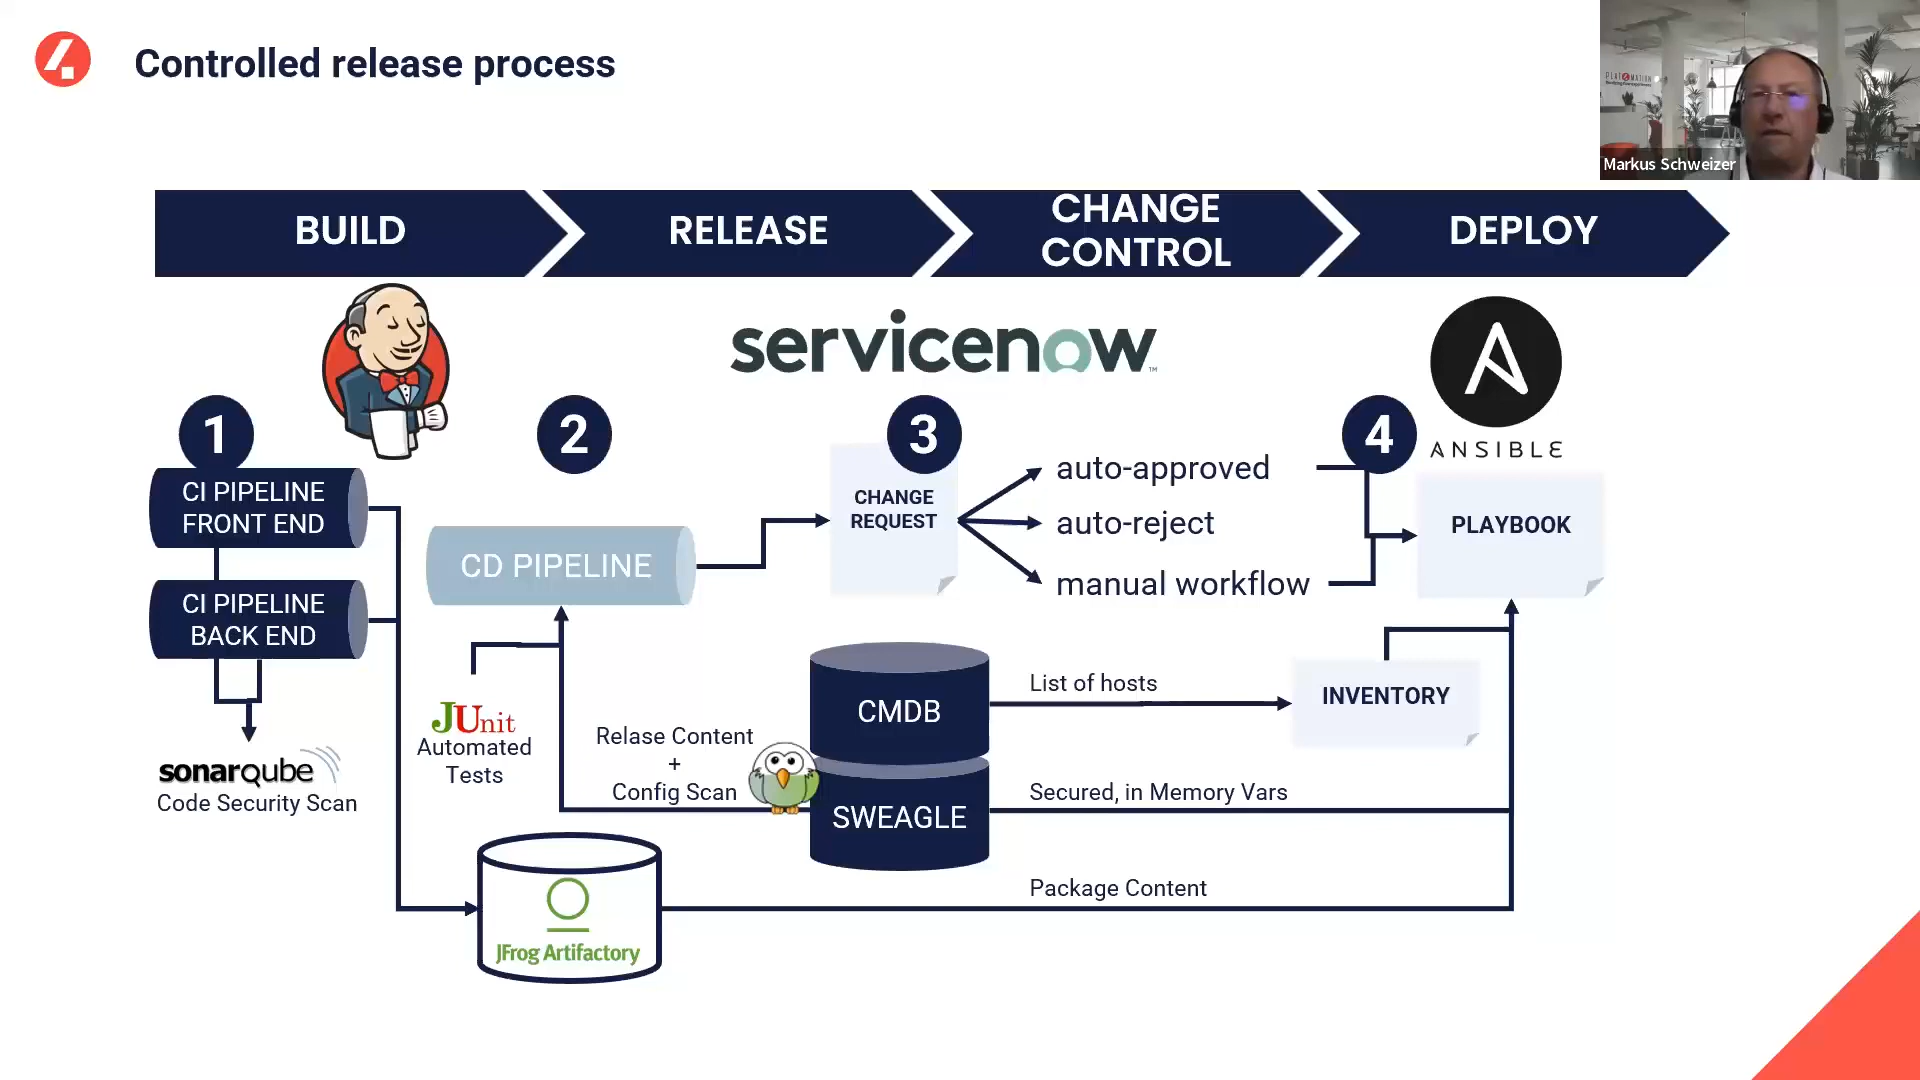 Controlled release process
PLAT4MATION
Markus Schweizer
BUILD
RELEASE
CHANGE
CONTROL
DEPLOY
servicenow
ANSIBLE
1
2
3
4
CI PIPELINE
FRONT END
CI PIPELINE
BACK END
CD PIPELINE
CHANGE
REQUEST
auto-approved
auto-reject
manual workflow
PLAYBOOK
sonarqube
Code Security Scan
JUnit
Automated
Tests
Relase Content
+
Config Scan
CMDB
SWEAGLE
List of hosts
INVENTORY
Secured, in Memory Vars
Package Content
JFrog Artifactory